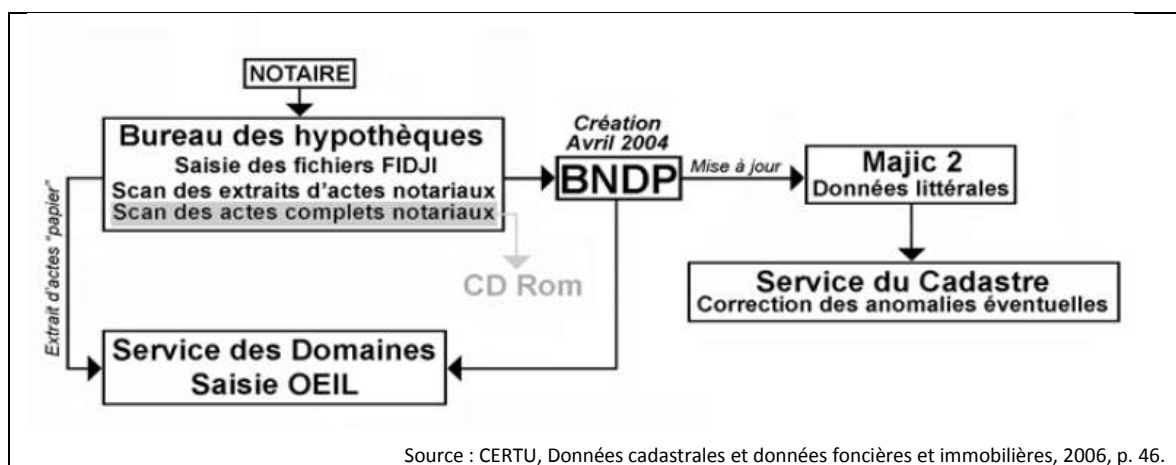 NOTAIRE
Bureau des hypothèques
Saisie des fichiers FIDJI
Scan des extraits d'actes notariaux
Scan des actes complets notariaux
CD Rom
Extrait d'actes "papier"
Création
Avril 2004
BNDP
Mise à jour
Majic 2
Données littérales
Service du Cadastre
Correction des anomalies éventuelles
Service des Domaines
Saisie OEIL
Source : CERTU, Données cadastrales et données foncières et immobilières, 2006, p. 46.